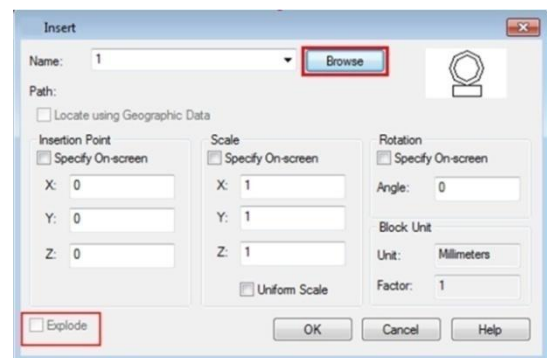 Insert
Name: 1 Browse
Path:
Locate using Geographic Data
Insertion Point
Specify On-screen
X: 0
Y: 0
Z: 0
Scale
Specify On-screen
X: 1
Y: 1
Z: 1
Uniform Scale
Rotation
Specify On-screen
Angle: 0
Block Unit
Unit: Millimeters
Factor: 1
Explode
OK Cancel Help